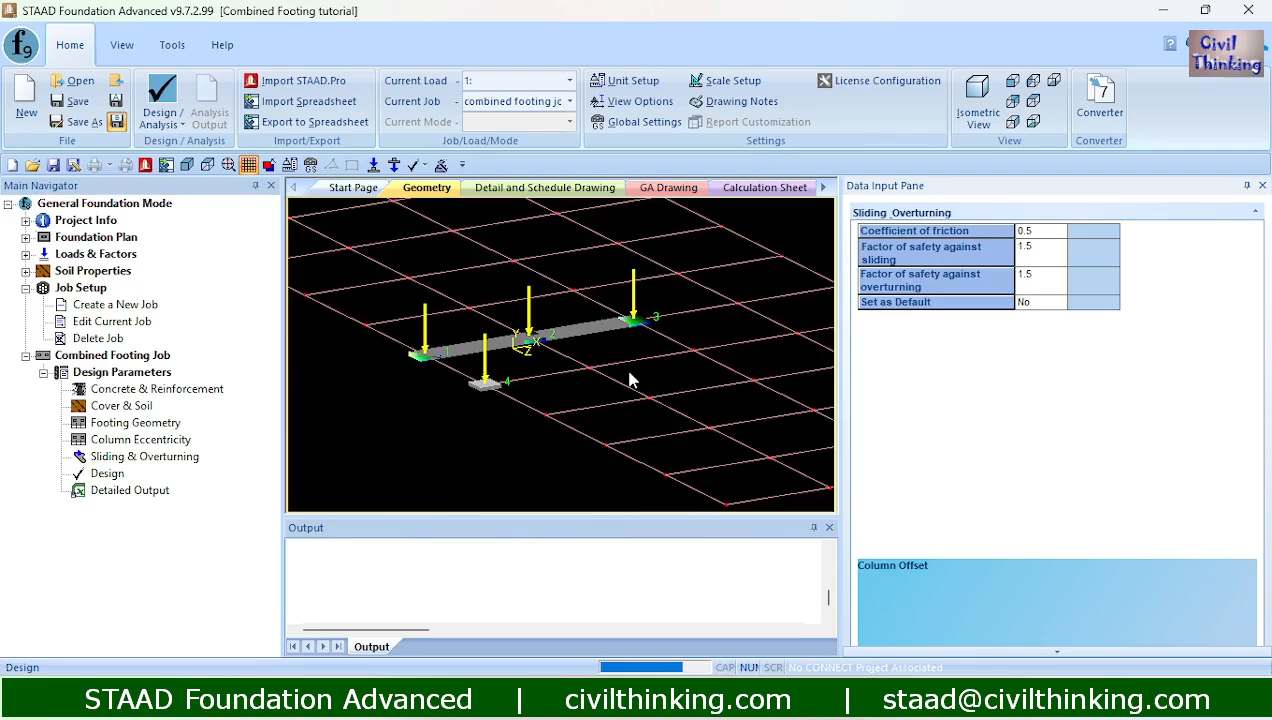 STAAD Foundation Advanced v9.7.2.99 [Combined Footing tutorial]
Civil
Thinking
Home View Tools Help
New
Open
Save
Save As
File
Design /
Analysis
Analysis
Output
Design / Analysis
Import STAAD.Pro
Import Spreadsheet
Export to Spreadsheet
Import/Export
Current Load 1:
Current Job combined footing jc
Current Mode
Job/Load/Mode
Unit Setup
View Options
Global Settings
Scale Setup
Drawing Notes
Report Customization
License Configuration
Settings
Isometric
View
View
Converter
Converter
Main Navigator
General Foundation Mode
Project Info
Foundation Plan
Loads & Factors
Soil Properties
Job Setup
Create a New Job
Edit Current Job
Delete Job
Combined Footing Job
Design Parameters
Concrete & Reinforcement
Cover & Soil
Footing Geometry
Column Eccentricity
Sliding & Overturning
Design
Detailed Output
Start Page Geometry Detail and Schedule Drawing GA Drawing Calculation Sheet
1
2
3
4
Y
X
Z
Output
Output
Data Input Pane
Sliding _Overturning
Coefficient of friction 0.5
Factor of safety against
sliding 1.5
Factor of safety against
overturning 1.5
Set as Default No
Column Offset
Design CAP NUM SCR No CONNECT Project Associated
STAAD Foundation Advanced | civilthinking.com | staad@civilthinking.com